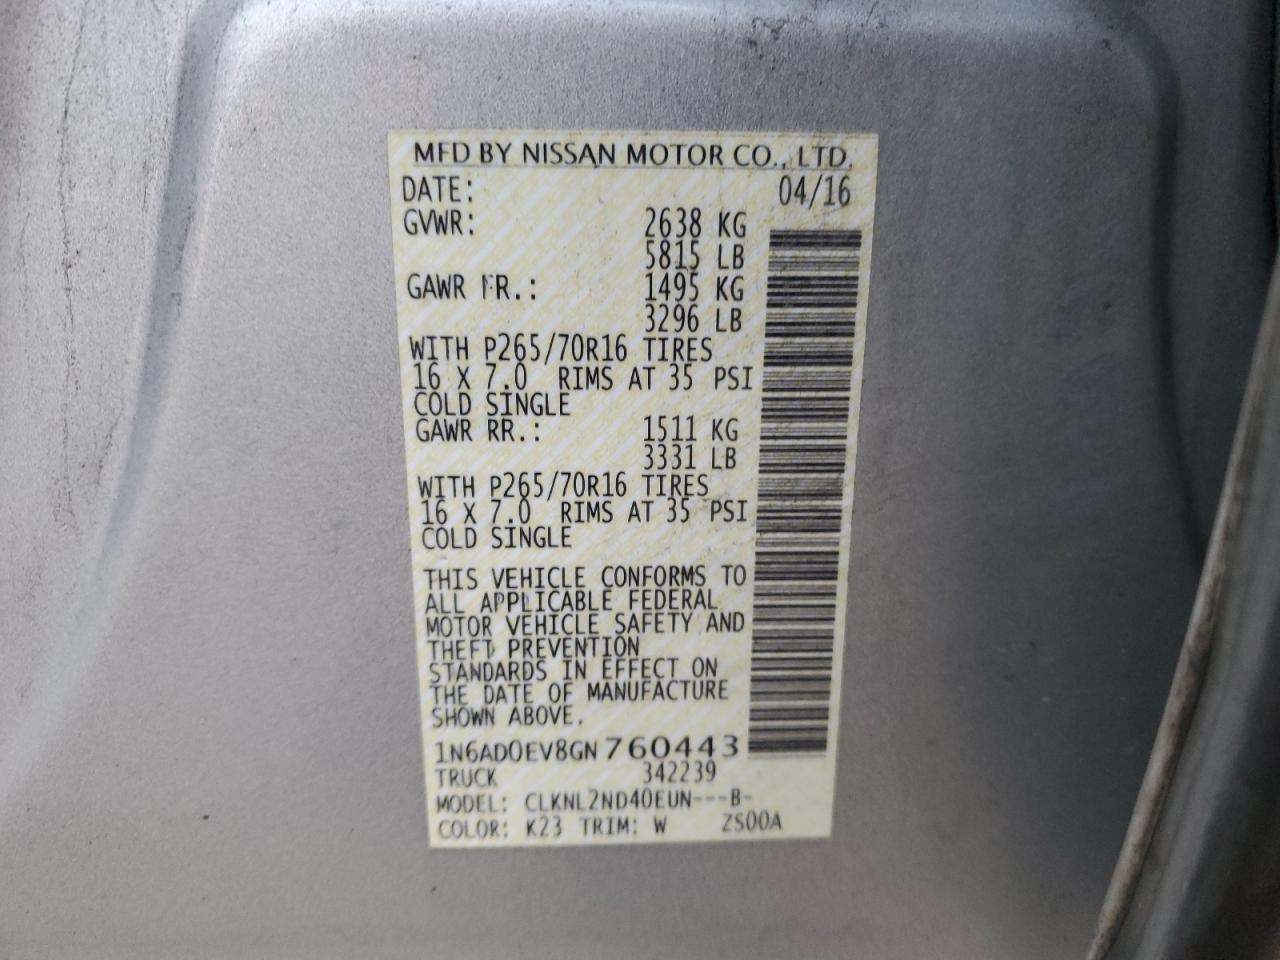 MFD BY NISSAN MOTOR CO., LTD.
DATE: 04/16
GVWR: 2638 KG
5815 LB
GAWR FR.: 1495 KG
3296 LB
WITH P265/70R16 TIRES
16 X 7.0 RIMS AT 35 PSI
COLD SINGLE
GAWR RR.: 1511 KG
3331 LB
WITH P265/70R16 TIRES
16 X 7.0 RIMS AT 35 PSI
COLD SINGLE
THIS VEHICLE CONFORMS TO
ALL APPLICABLE FEDERAL
MOTOR VEHICLE SAFETY AND
THEFT PREVENTION
STANDARDS IN EFFECT ON
THE DATE OF MANUFACTURE
SHOWN ABOVE.
1N6AD0EV8GN760443
TRUCK 342239
MODEL: CLKNL2ND40EUN---B-
COLOR: K23 TRIM: W ZS00A